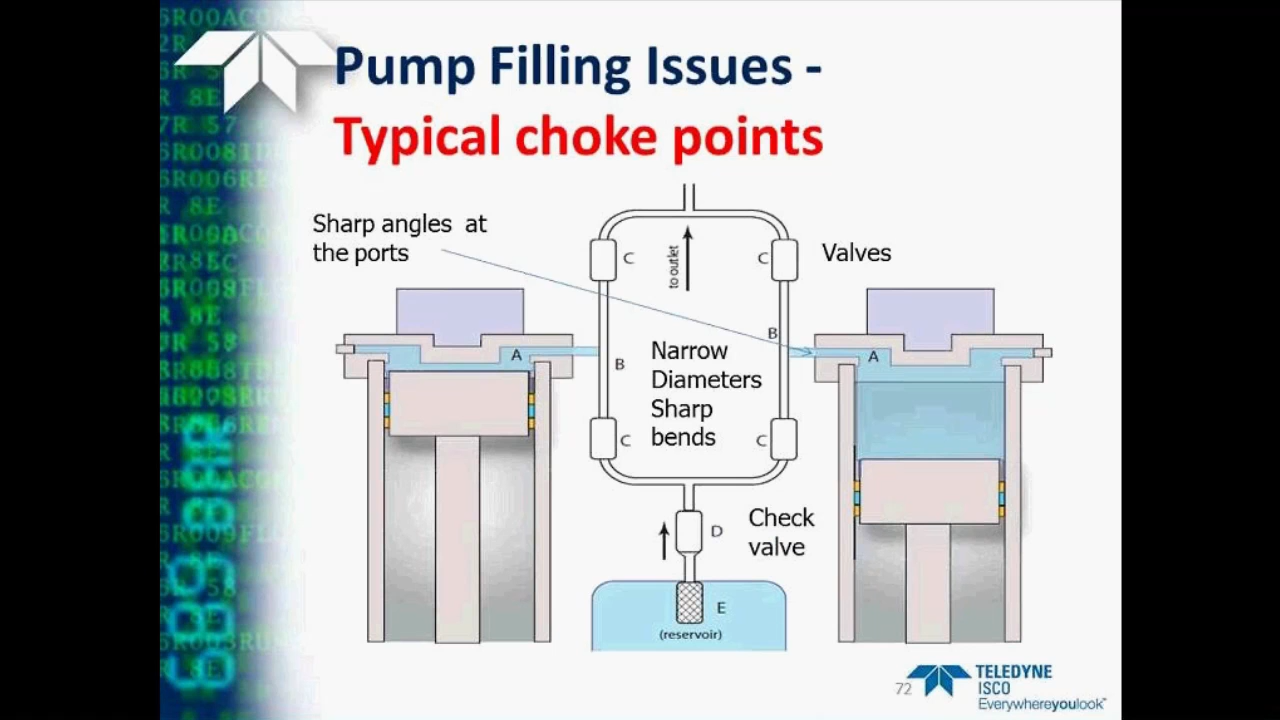 Pump Filling Issues -
Typical choke points
Sharp angles at
the ports
Valves
C
C
to outlet
A
B
B
A
Narrow
Diameters
Sharp
bends
C
C
D
Check
valve
E
(reservoir)
72
TELEDYNE
ISCO
Everywhereyoulook™